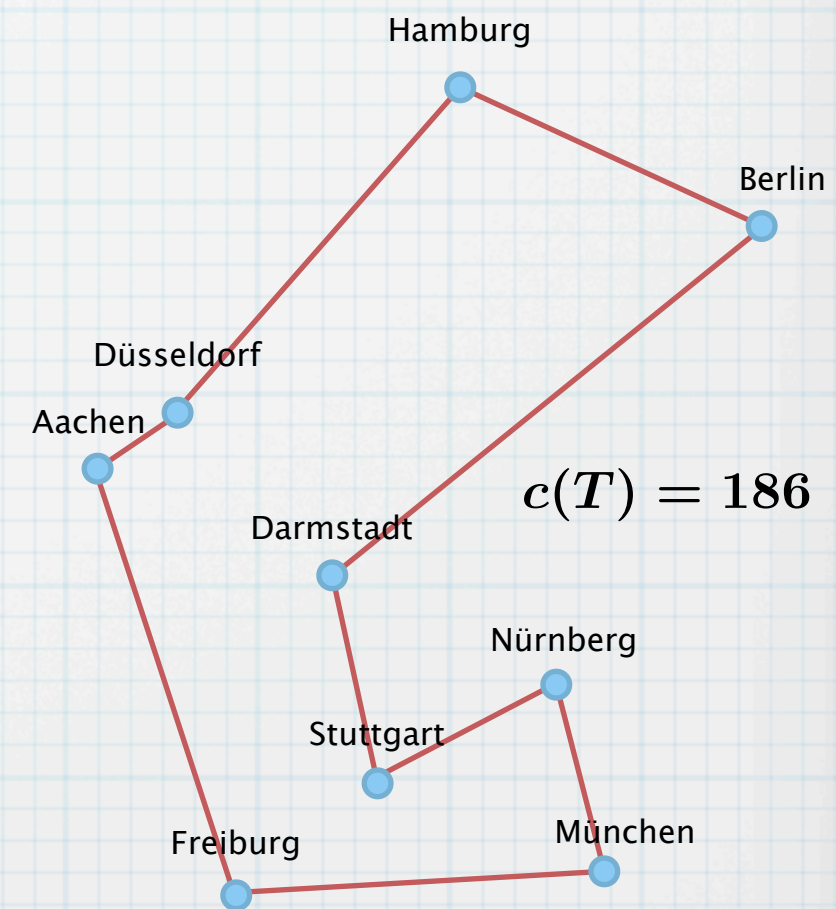 Hamburg
Berlin
Düsseldorf
Aachen
c(T) = 186
Darmstadt
Nürnberg
Stuttgart
München
Freiburg